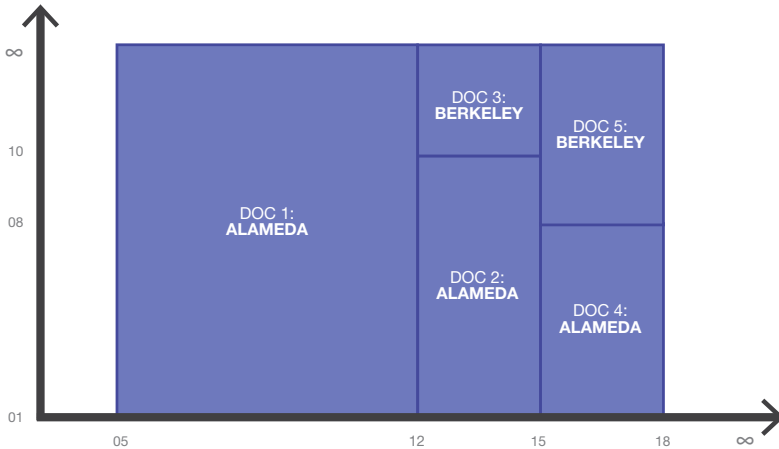 ∞
10
08
01
DOC 1:
ALAMEDA
DOC 3:
BERKELEY
DOC 2:
ALAMEDA
DOC 5:
BERKELEY
DOC 4:
ALAMEDA
05
12
15
18
∞